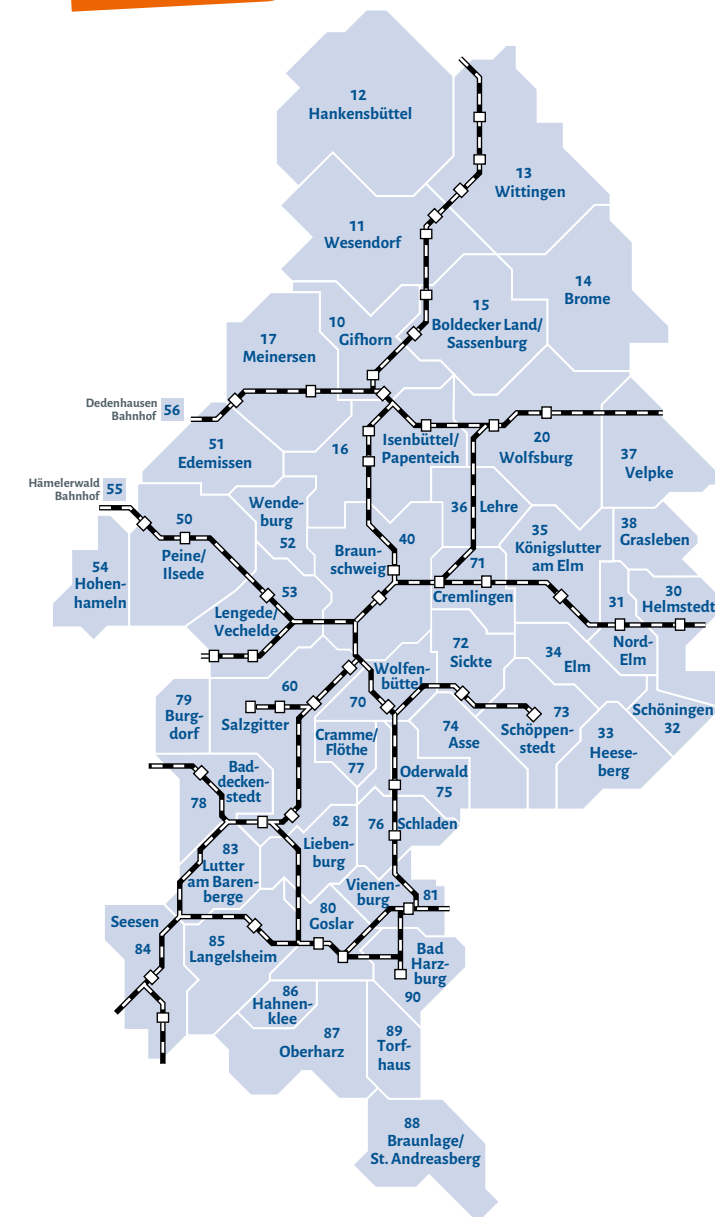 12
Hankensbüttel
13
Wittingen
11
Wesendorf
14
Brome
15
Boldecker Land/
Sassenburg
10
Gifhorn
17
Meinersen
Dedenhausen
Bahnhof
56
51
Edemissen
16
Isenbüttel/
Papenteich
20
Wolfsburg
37
Velpke
Hämelerwald
Bahnhof
55
50
Peine/
Ilsede
Wende-
burg
52
36
Lehre
35
Königslutter
am Elm
38
Grasleben
40
Braun-
schweig
71
Cremlingen
54
Hohen-
hameln
53
Lengede/
Vechelde
31
Nord-
Elm
30
Helmstedt
72
Sickte
34
Elm
Wolfen-
büttel
70
60
Salzgitter
79
Burg-
dorf
Cramme/
Flöthe
77
74
Asse
73
Schöppen-
stedt
33
Heese-
berg
Schöningen
32
Bad-
decken-
stedt
78
Oderwald
75
76
Schladen
82
Lieben-
burg
83
Lutter
am Baren-
berge
Vienen-
burg
81
80
Goslar
Seesen
84
85
Langelsheim
Bad
Harz-
burg
90
86
Hahnen-
klee
87
Oberharz
89
Torf-
haus
88
Braunlage/
St. Andreasberg